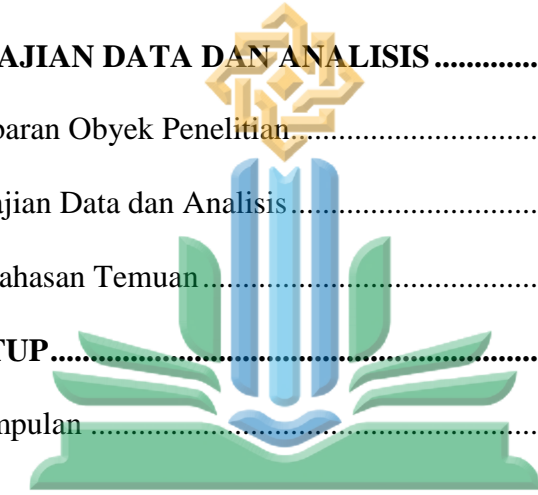 AJIAN DATA DAN ANALISIS .............
baran Obyek Penelitian...............................
ajian Data dan Analisis...............................
ahasan Temuan..........................................
TUP............................................................
mpulan .......................................................